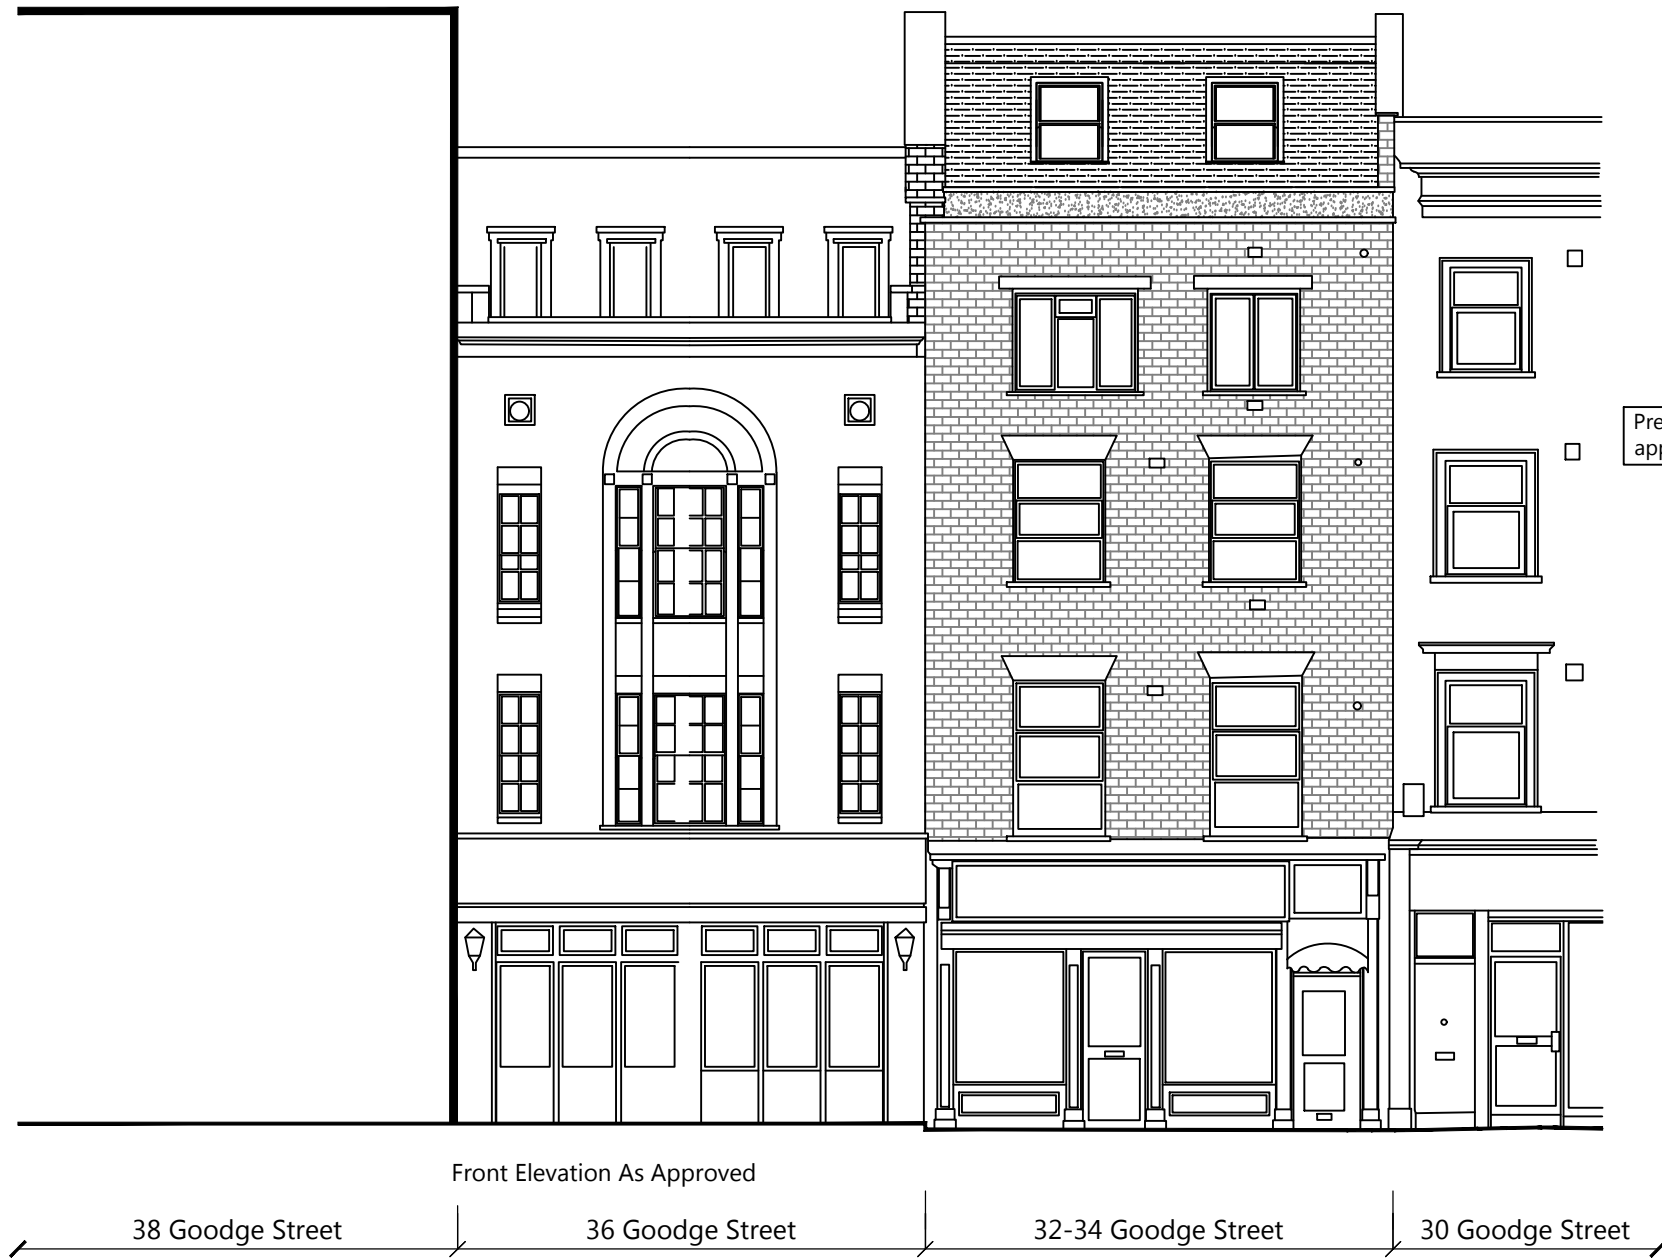 Front Elevation As Approved
38 Goodge Street
36 Goodge Street
32-34 Goodge Street
30 Goodge Street